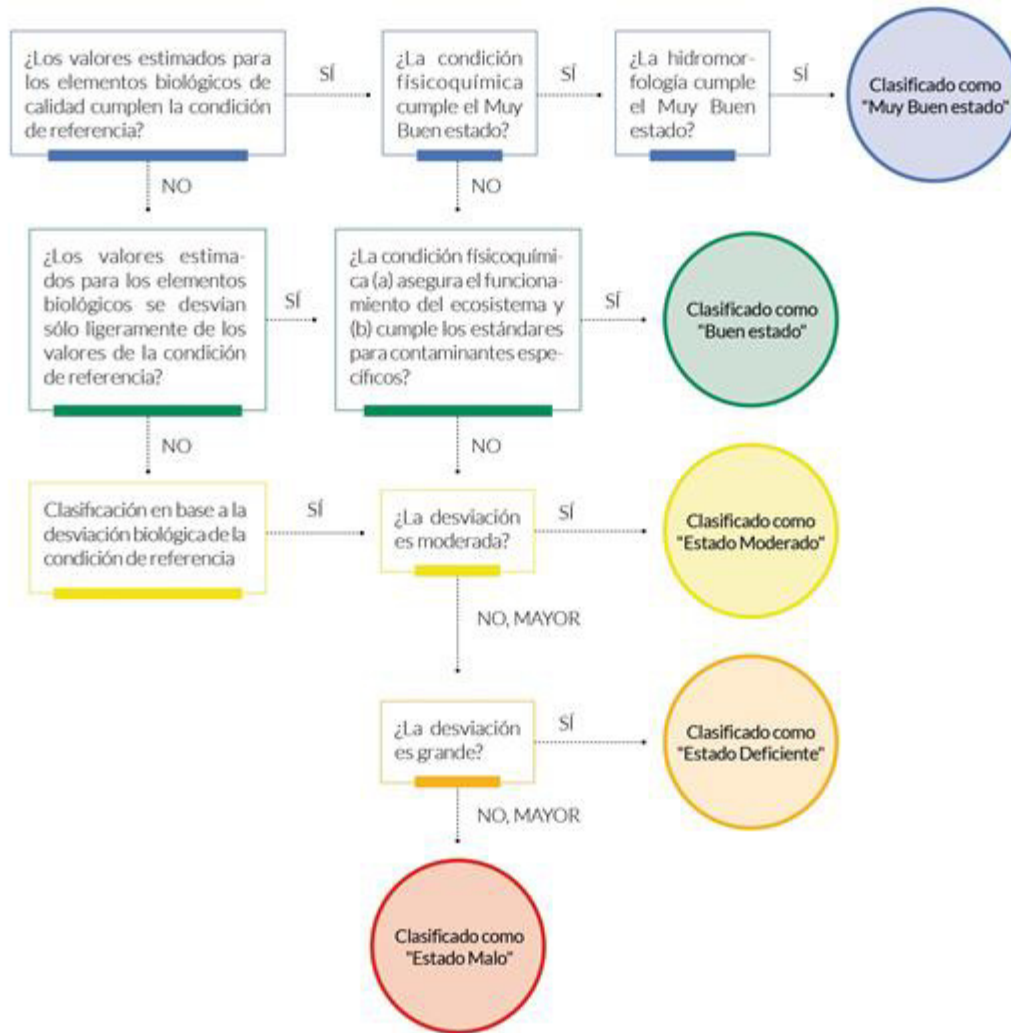 ¿Los valores estimados para
los elementos biológicos de
calidad cumplen la condición
de referencia?
SÍ
¿La condición
físicoquímica
cumple el Muy
Buen estado?
SÍ
¿La hidromor-
fología cumple
el Muy Buen
estado?
SÍ
Clasificado como
"Muy Buen estado"
NO
NO
¿Los valores estima-
dos para los elementos
biológicos se desvían
sólo ligeramente de los
valores de la condición
de referencia?
SÍ
¿La condición físicoquími-
ca (a) asegura el funciona-
miento del ecosistema y
(b) cumple los estándares
para contaminantes espe-
cíficos?
SÍ
Clasificado como
"Buen estado"
NO
NO
Clasificación en base a la
desviación biológica de la
condición de referencia
SÍ
¿La desviación
es moderada?
SÍ
Clasificado como
"Estado Moderado"
NO, MAYOR
¿La desviación
es grande?
SÍ
Clasificado como
"Estado Deficiente"
NO, MAYOR
Clasificado como
"Estado Malo"